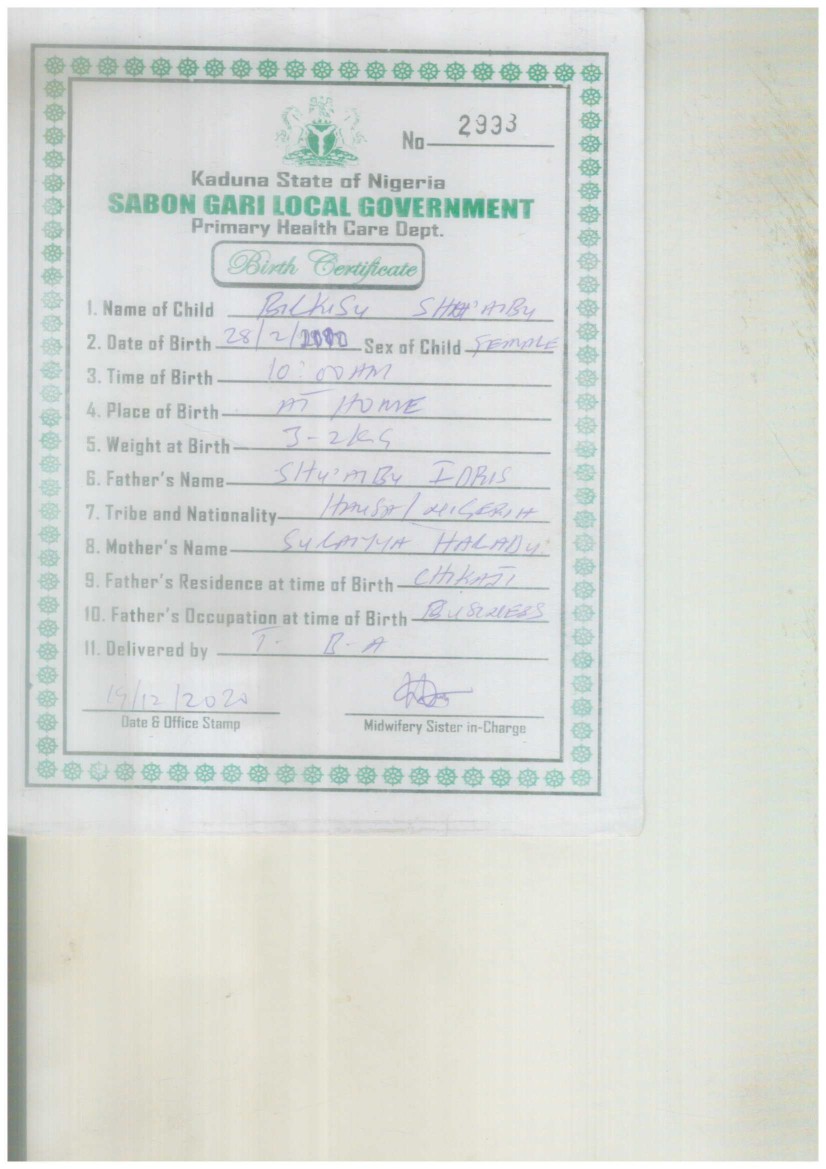 No 2993
Kaduna State of Nigeria
SABON GARI LOCAL GOVERNMENT
Primary Health Care Dept.
Birth Certificate
1. Name of Child BILKISU SHU'AIBU
2. Date of Birth 28/2/ Sex of Child FEMALE
3. Time of Birth 10:00AM
4. Place of Birth AT HOME
5. Weight at Birth 3-2KG
6. Father's Name SHU'AIBU IDRIS
7. Tribe and Nationality HAUSA/NIGERIA
8. Mother's Name SURAIYYA HALADU
9. Father's Residence at time of Birth CHIKAJI
10. Father's Occupation at time of Birth BUSINESS
11. Delivered by T. B-A
19/12/2020
Date & Office Stamp Midwifery Sister in-Charge